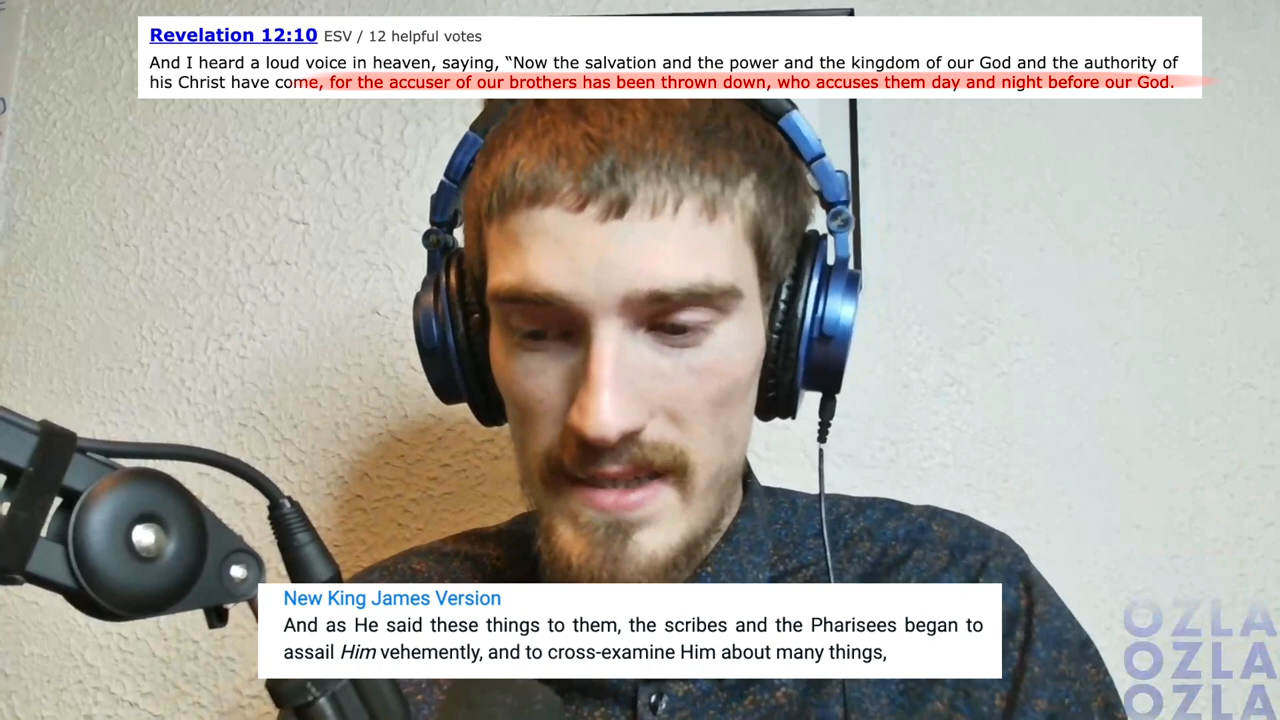 Revelation 12:10 ESV / 12 helpful votes
And I heard a loud voice in heaven, saying, “Now the salvation and the power and the kingdom of our God and the authority of
his Christ have come, for the accuser of our brothers has been thrown down, who accuses them day and night before our God.
New King James Version
And as He said these things to them, the scribes and the Pharisees began to
assail Him vehemently, and to cross-examine Him about many things,
OZLA
OZLA
OZLA